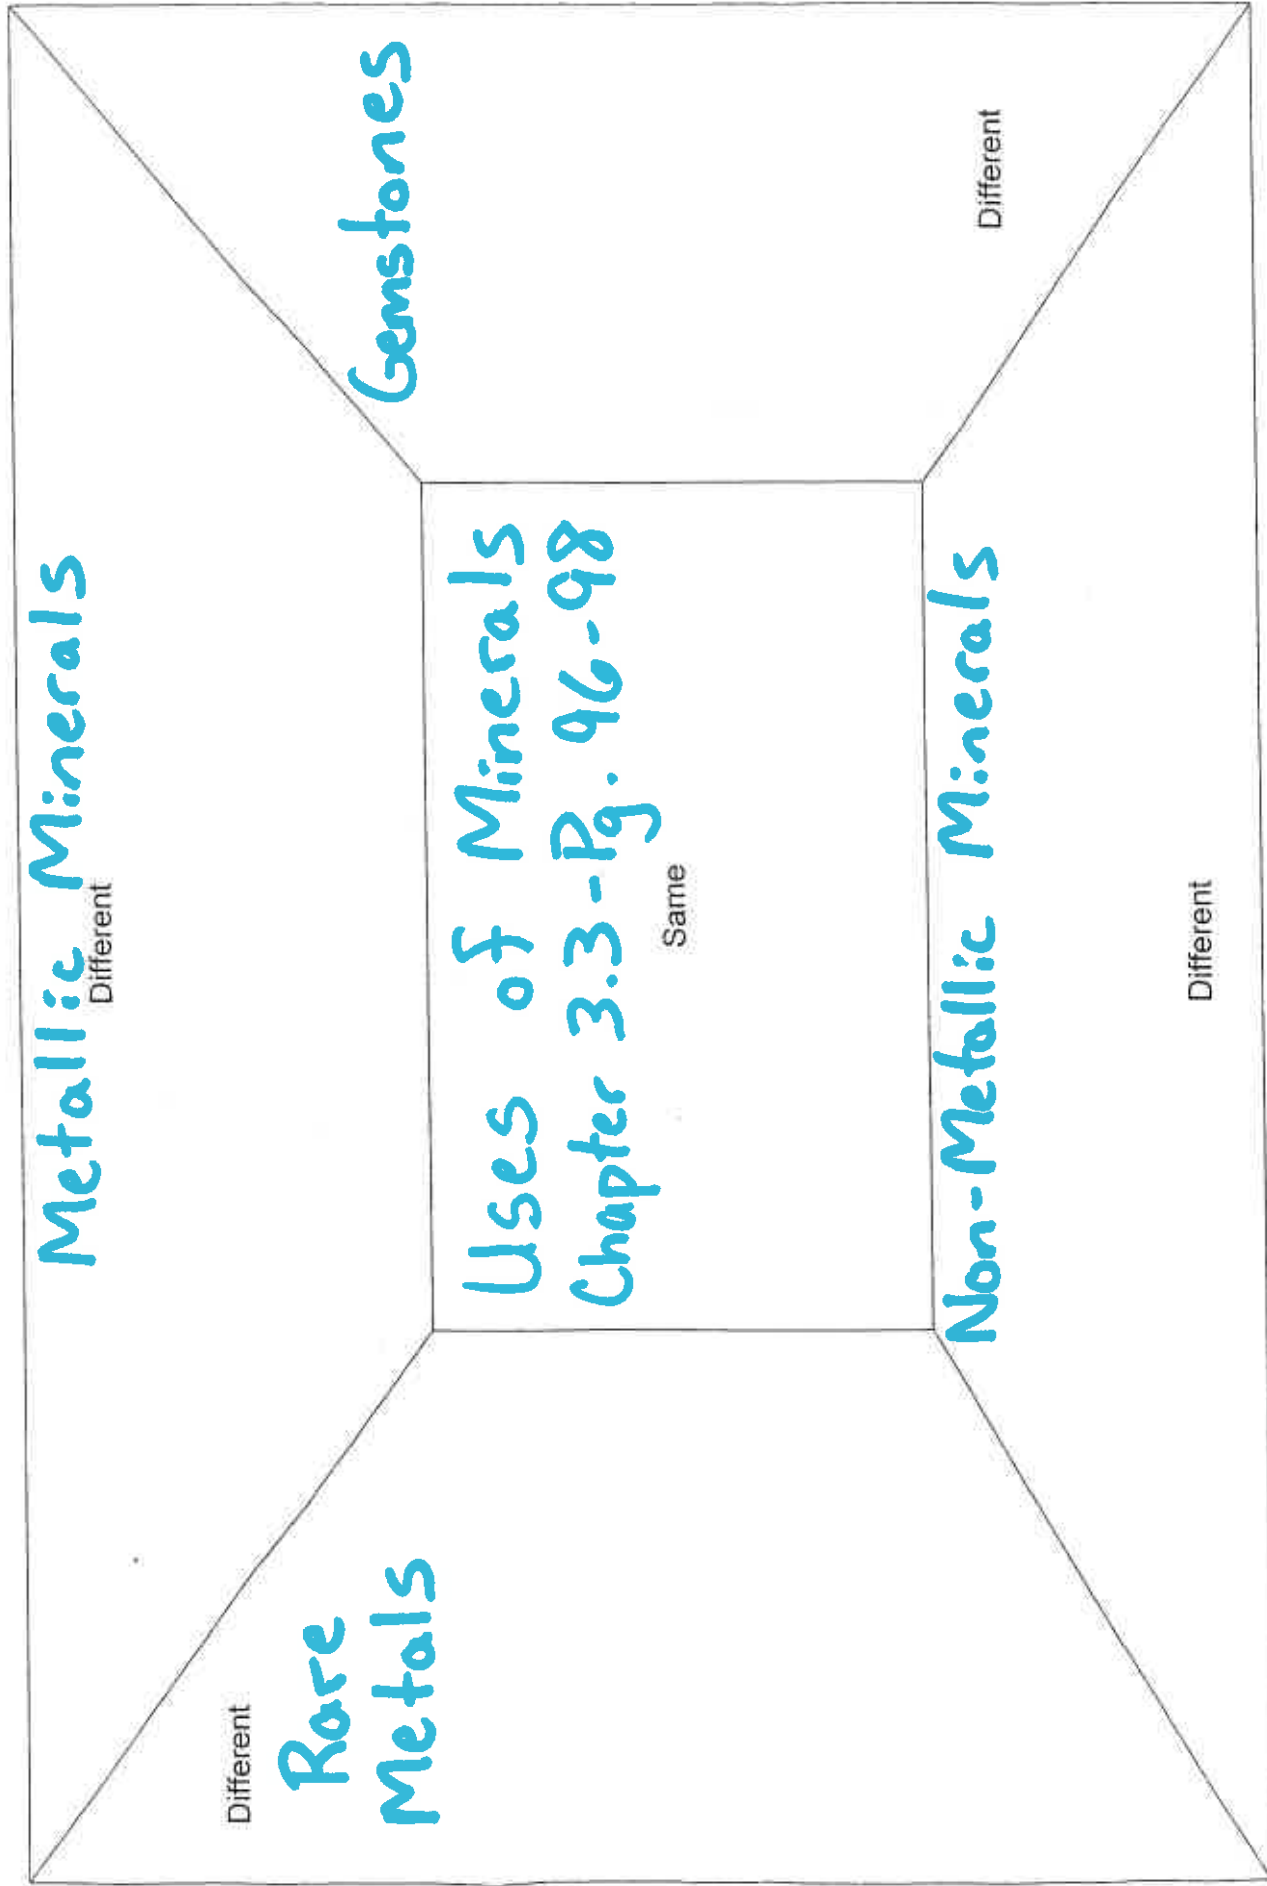 Metallic Minerals
Different
Different
Rare
Metals
Gemstones
Different
Uses of Minerals
Chapter 3.3-Pg. 96-98
Same
Non-Metallic Minerals
Different